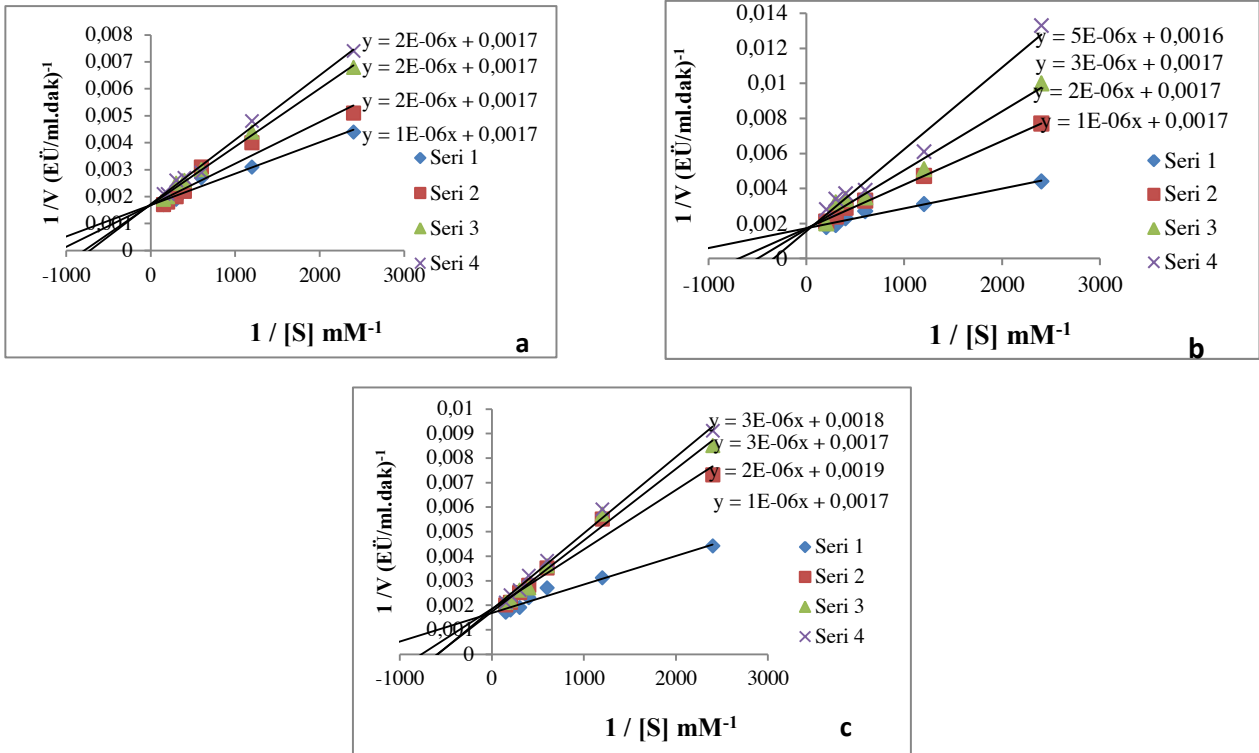 0,008
0,007
0,006
0,005
0,004
0,003
0,002
0,001
0
-1000 0 1000 2000 3000
1 /V (EÜ/ml.dak)-1
1 / [S] mM-1
y = 2E-06x + 0,0017
y = 2E-06x + 0,0017
y = 2E-06x + 0,0017
y = 1E-06x + 0,0017
Seri 1
Seri 2
Seri 3
Seri 4
a
0,014
0,012
0,01
0,008
0,006
0,004
0,002
0
-1000 0 1000 2000 3000
1 /V (EÜ/ml.dak)-1
1 / [S] mM-1
y = 5E-06x + 0,0016
y = 3E-06x + 0,0017
y = 2E-06x + 0,0017
y = 1E-06x + 0,0017
Seri 1
Seri 2
Seri 3
Seri 4
b
0,01
0,009
0,008
0,007
0,006
0,005
0,004
0,003
0,002
0,001
0
-1000 0 1000 2000 3000
1 /V (EÜ/ml.dak)-1
1 / [S] mM-1
y = 3E-06x + 0,0018
y = 3E-06x + 0,0017
y = 2E-06x + 0,0019
y = 1E-06x + 0,0017
Seri 1
Seri 2
Seri 3
Seri 4
c